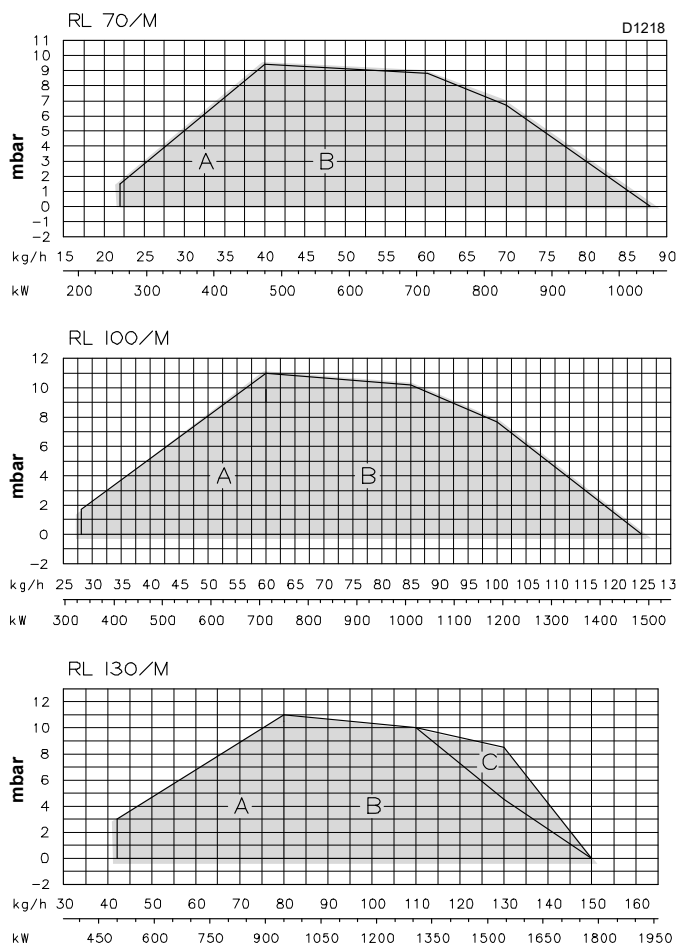 RL 70/M
D1218
11
10
9
8
7
6
5
4
3
2
1
0
-1
-2
mbar
A
B
kg/h 15 20 25 30 35 40 45 50 55 60 65 70 75 80 85 90
kW 200 300 400 500 600 700 800 900 1000
RL 100/M
12
10
8
6
4
2
0
-2
mbar
A
B
kg/h 25 30 35 40 45 50 55 60 65 70 75 80 85 90 95 100 105 110 115 120 125 13
kW 300 400 500 600 700 800 900 1000 1100 1200 1300 1400 1500
RL 130/M
12
10
8
6
4
2
0
-2
mbar
A
B
C
kg/h 30 40 50 60 70 80 90 100 110 120 130 140 150 160
kW 450 600 750 900 1050 1200 1350 1500 1650 1800 1950